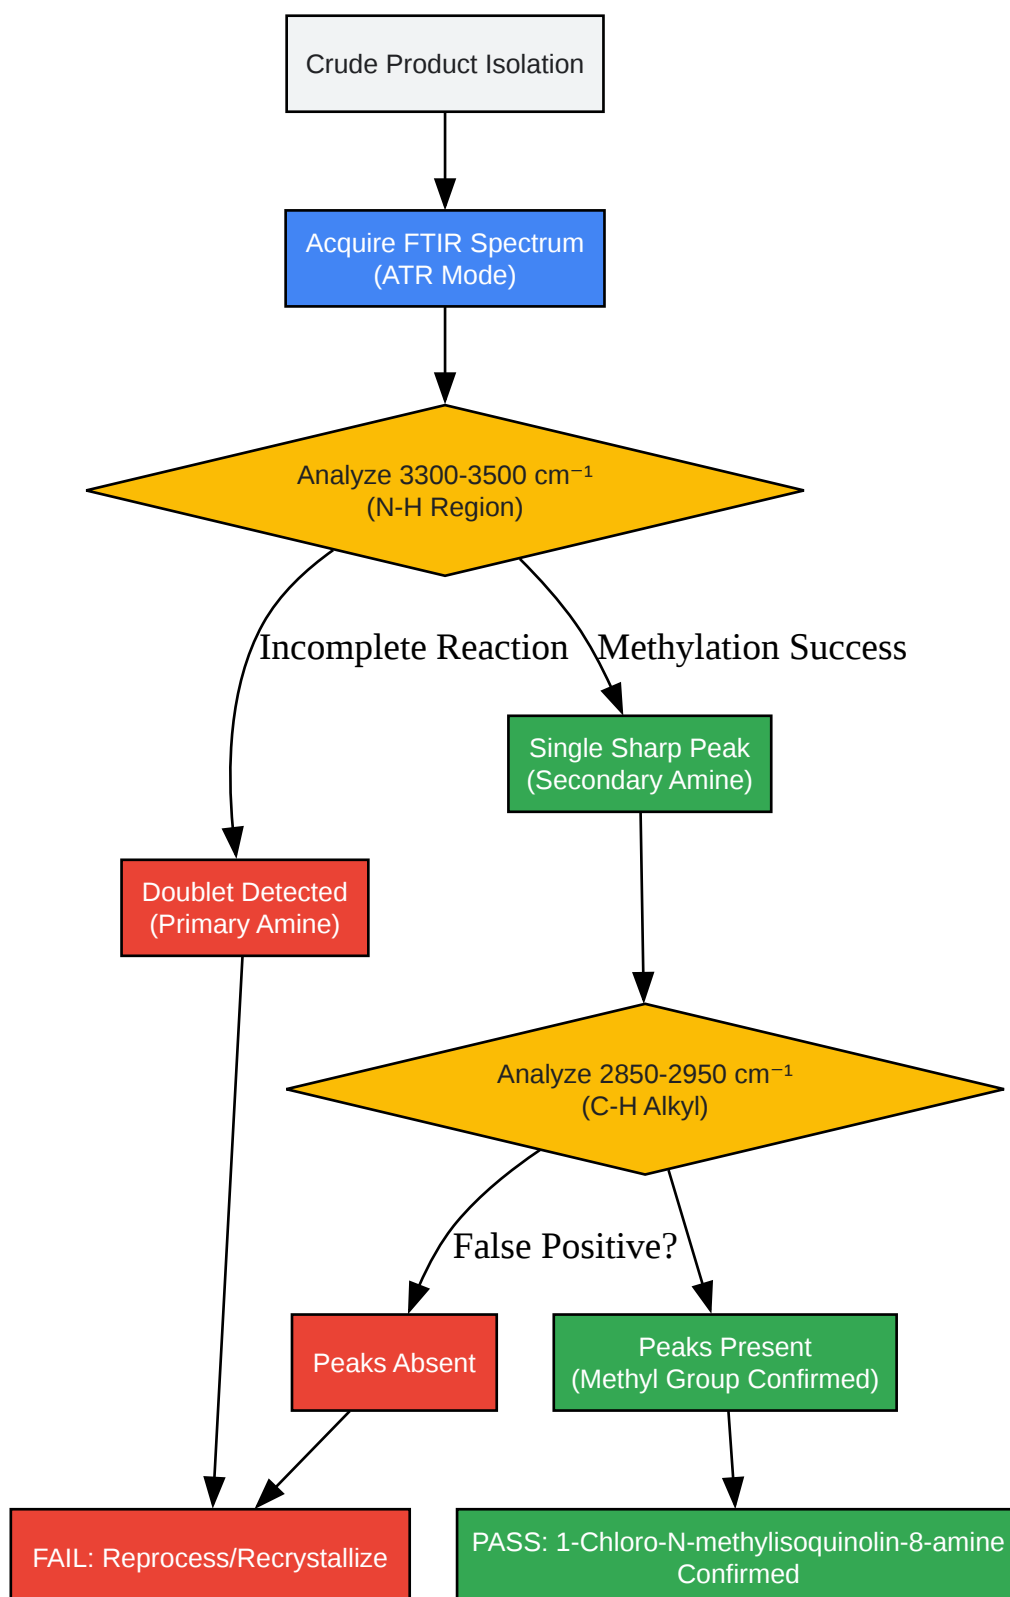 Crude Product Isolation
Acquire FTIR Spectrum
(ATR Mode)
Analyze 3300-3500 cm⁻¹
(N-H Region)
Incomplete Reaction
Methylation Success
Single Sharp Peak
(Secondary Amine)
Doublet Detected
(Primary Amine)
Analyze 2850-2950 cm⁻¹
(C-H Alkyl)
False Positive?
Peaks Absent
Peaks Present
(Methyl Group Confirmed)
FAIL: Reprocess/Recrystallize
PASS: 1-Chloro-N-methylisoquinolin-8-amine
Confirmed